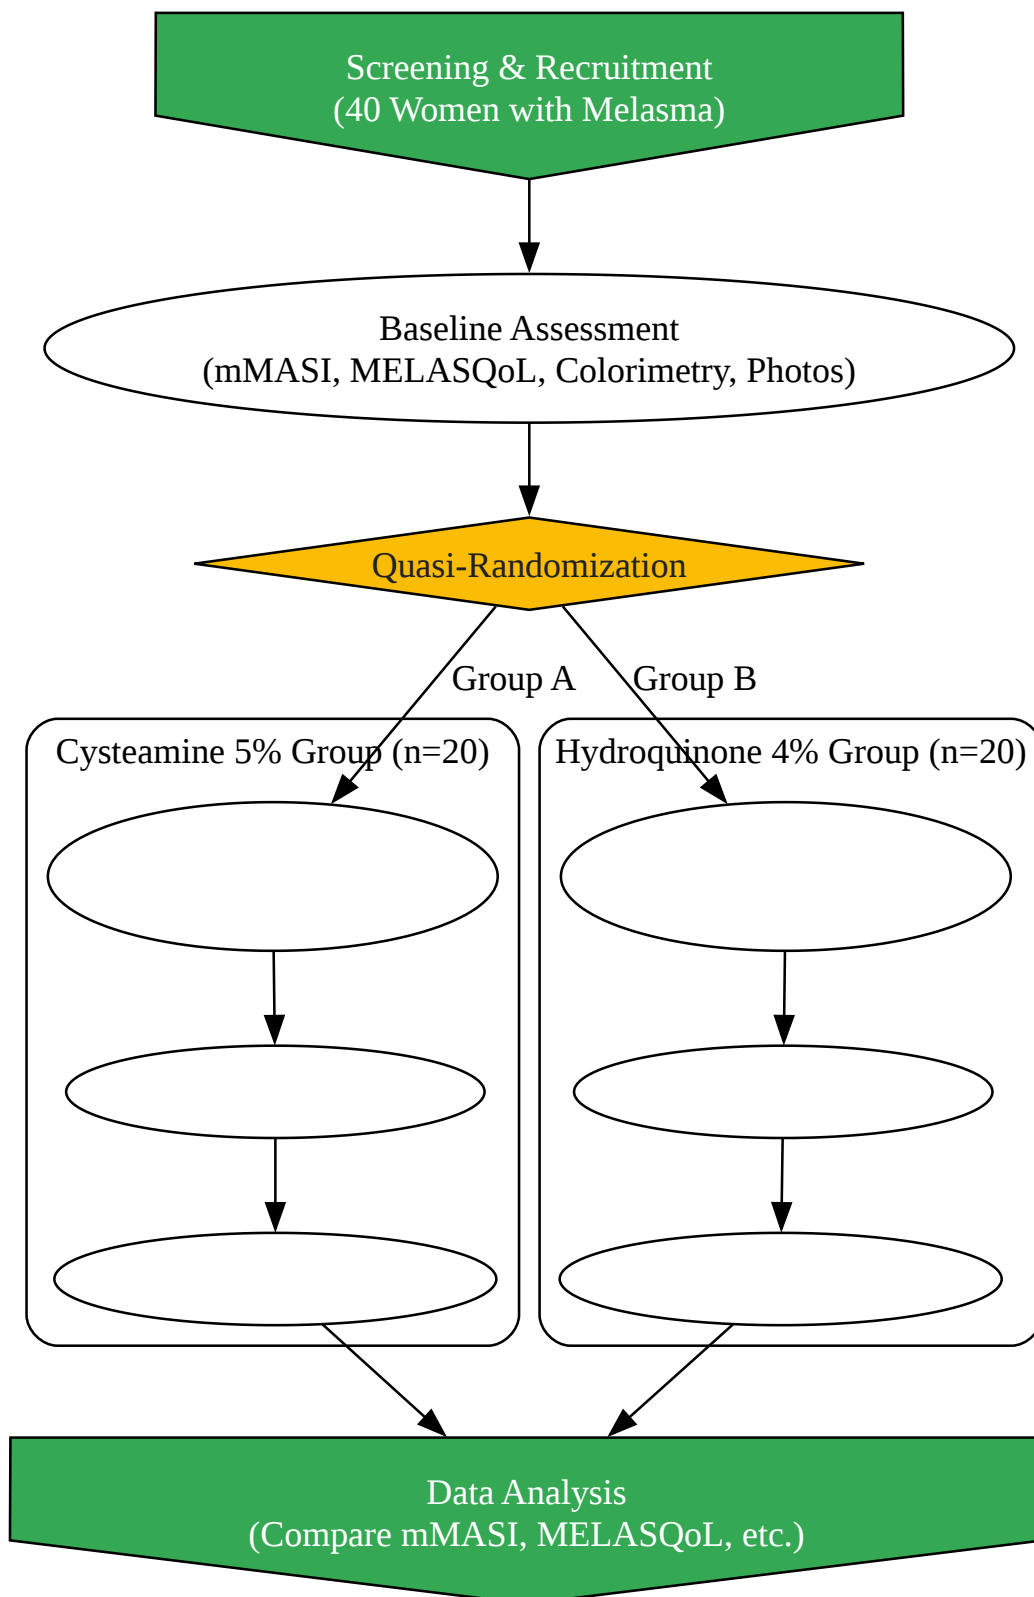 Screening & Recruitment
(40 Women with Melasma)
Baseline Assessment
(mMASI, MELASQoL, Colorimetry, Photos)
Quasi-Randomization
Group A
Group B
Cysteamine 5% Group (n=20)
Hydroquinone 4% Group (n=20)
Data Analysis
(Compare mMASI, MELASQoL, etc.)